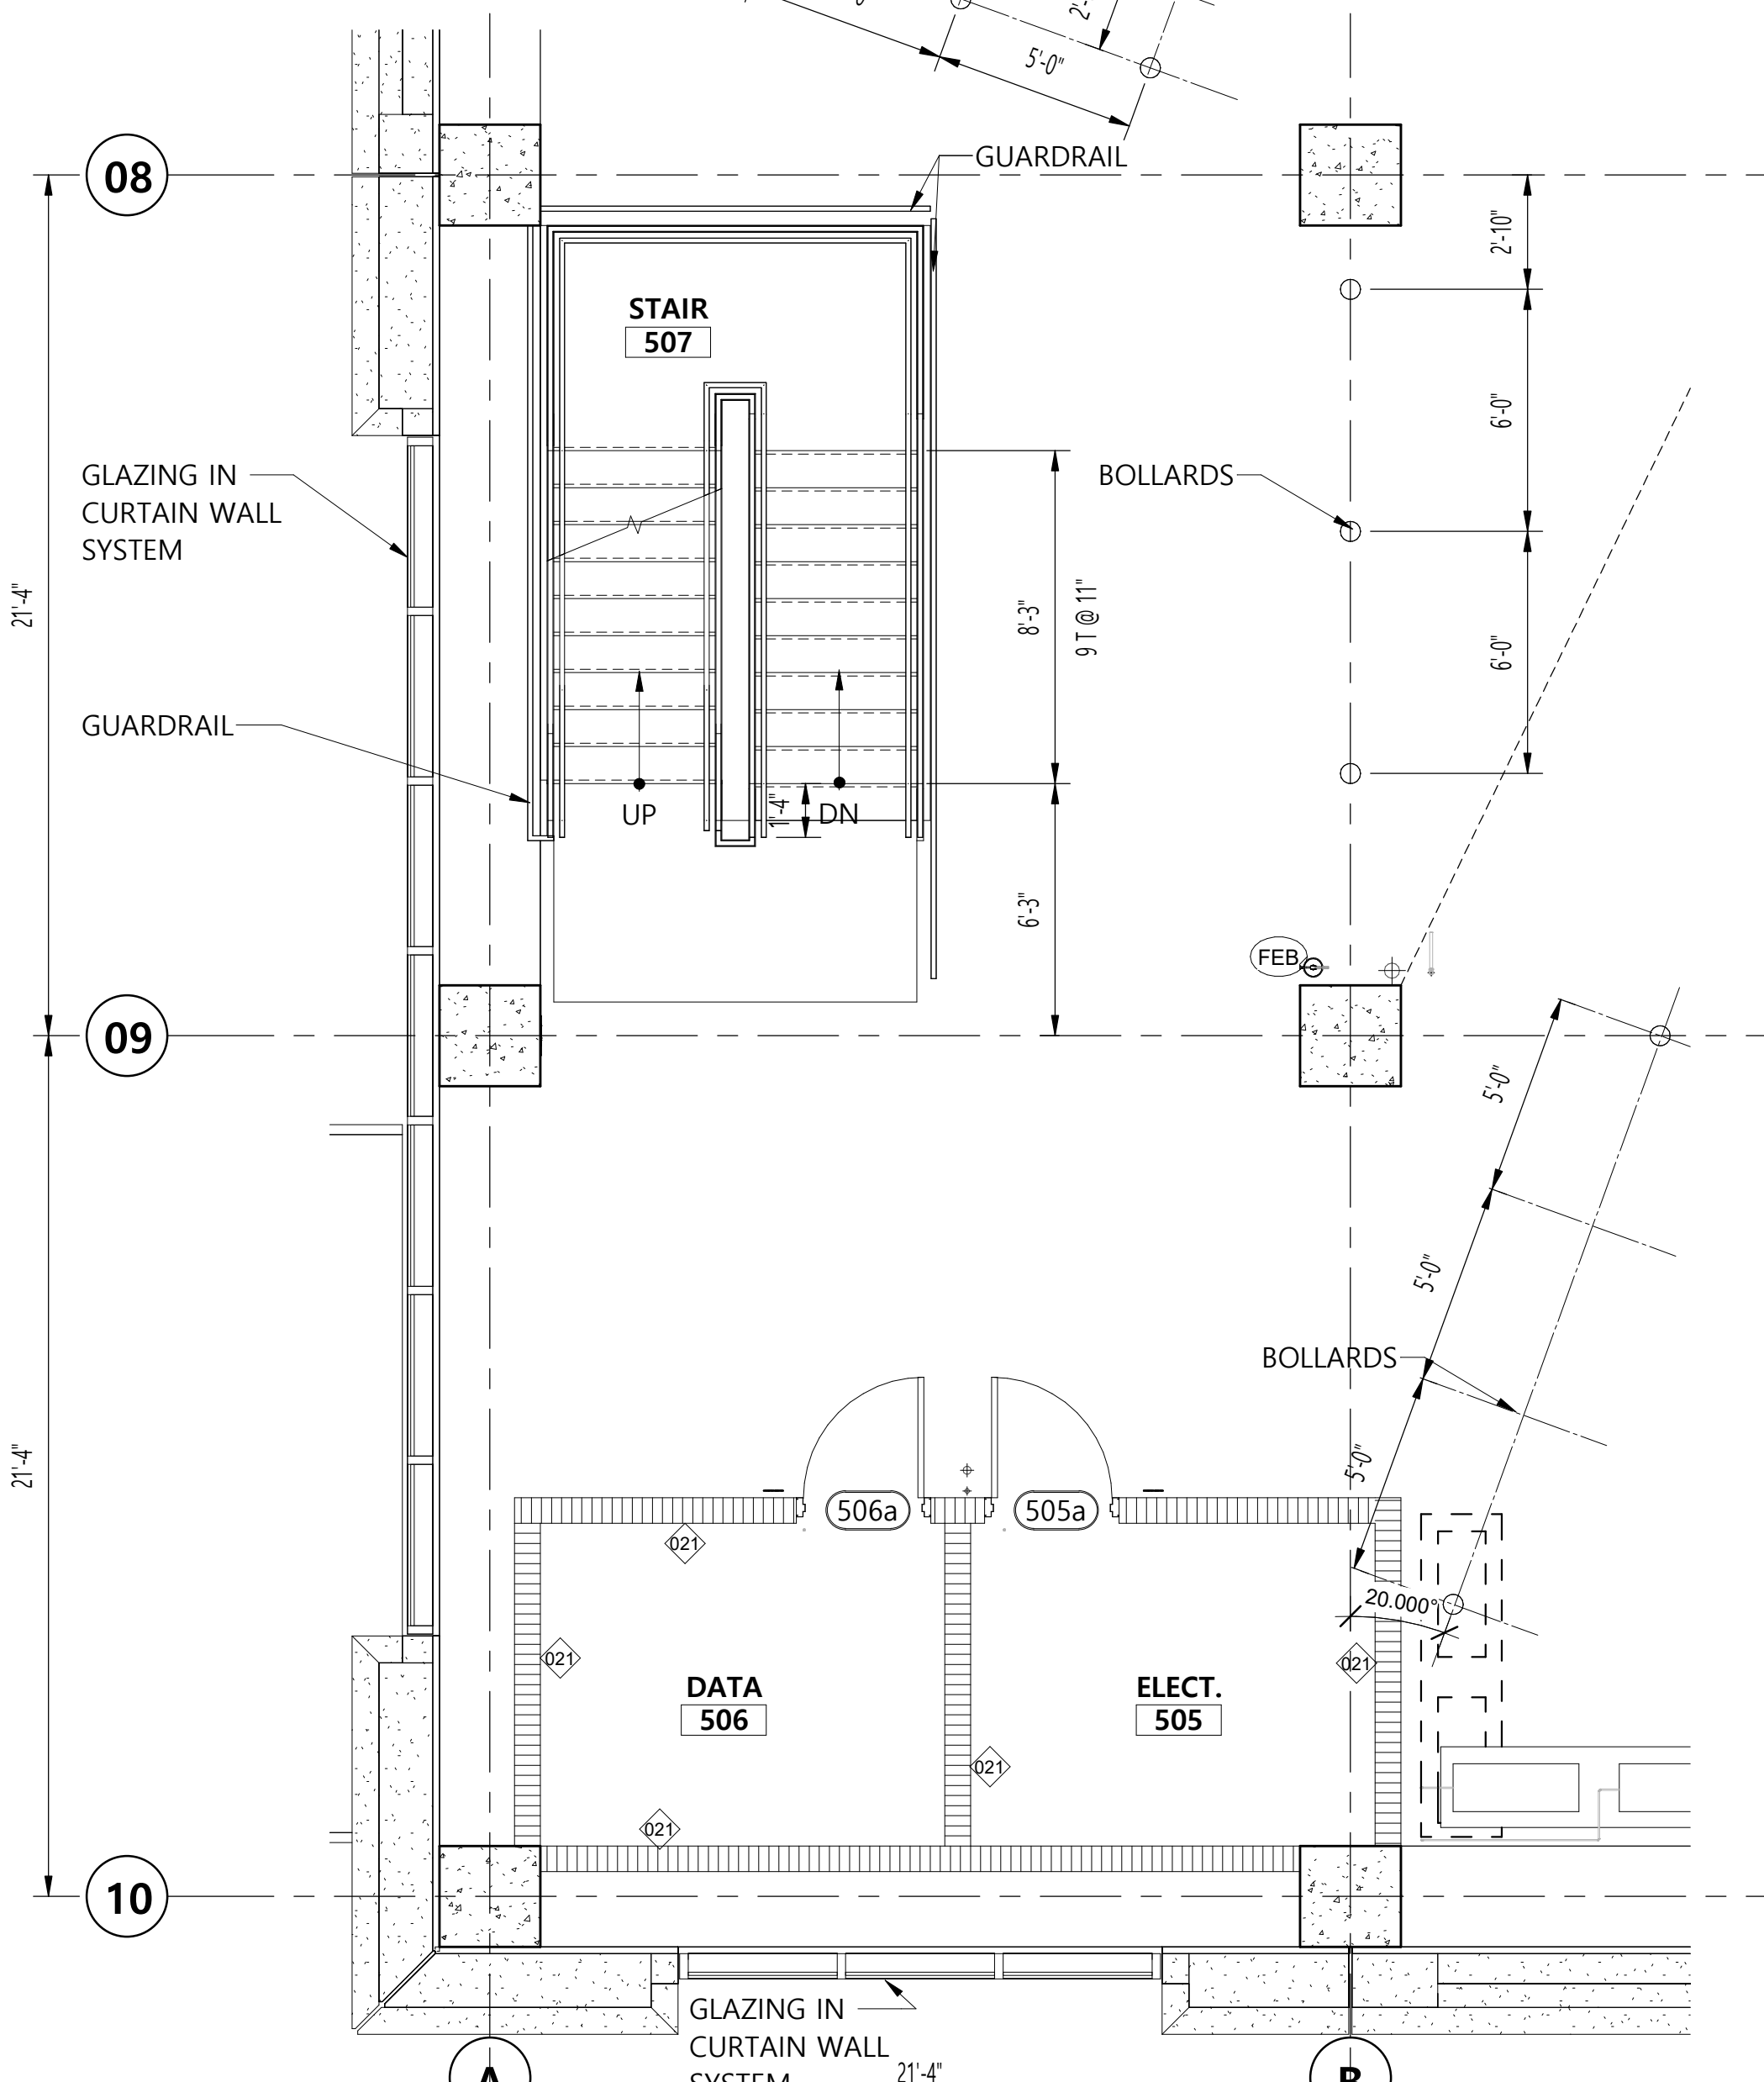 5'-0"
GUARDRAIL
08
2'-10"
STAIR
507
6'-0"
GLAZING IN
CURTAIN WALL
SYSTEM
BOLLARDS
21'-4"
8'-3"
9 T @ 11"
6'-0"
GUARDRAIL
UP
1'-4"
DN
6'-3"
FEB
09
5'-0"
5'-0"
BOLLARDS
21'-4"
5'-0"
506a
505a
021
20.000°
021
021
DATA
506
ELECT.
505
021
021
10
GLAZING IN
CURTAIN WALL
SYSTEM
21'-4"
A
B